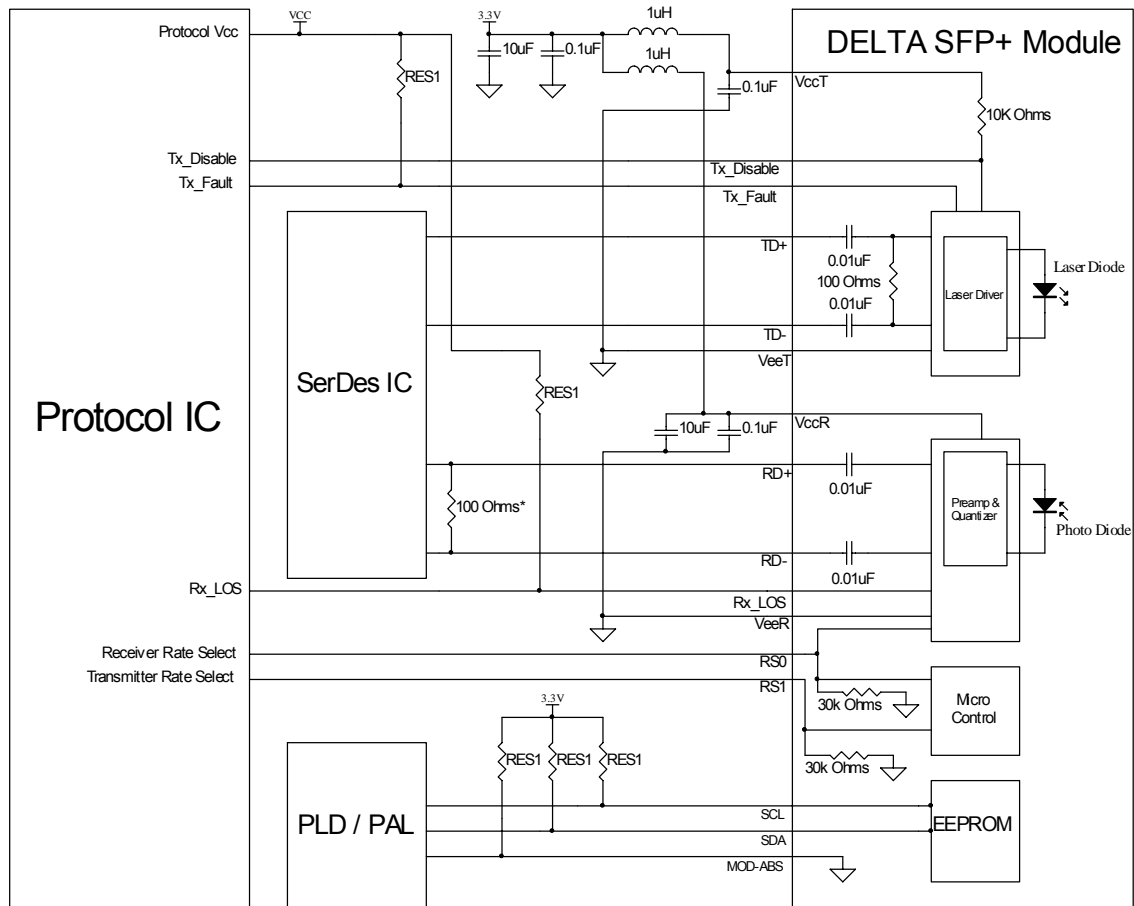 VCC
3.3V
1uH
Protocol Vcc
10uF
0.1uF
DELTA SFP+ Module
RES1
1uH
0.1uF
VccT
10K Ohms
Tx_Disable
Tx_Disable
Tx_Fault
Tx_Fault
TD+
0.01uF
Laser Diode
100 Ohms
Laser Driver
0.01uF
TD-
VeeT
SerDes IC
RES1
Protocol IC
10uF
0.1uF
VccR
RD+
0.01uF
100 Ohms*
Preamp &
Quantizer
Photo Diode
RD-
0.01uF
Rx_LOS
Rx_LOS
VeeR
Receiver Rate Select
RS0
Transmitter Rate Select
RS1
30k Ohms
Micro
Control
3.3V
RES1
RES1
RES1
30k Ohms
SCL
PLD / PAL
EEPROM
SDA
MOD-ABS